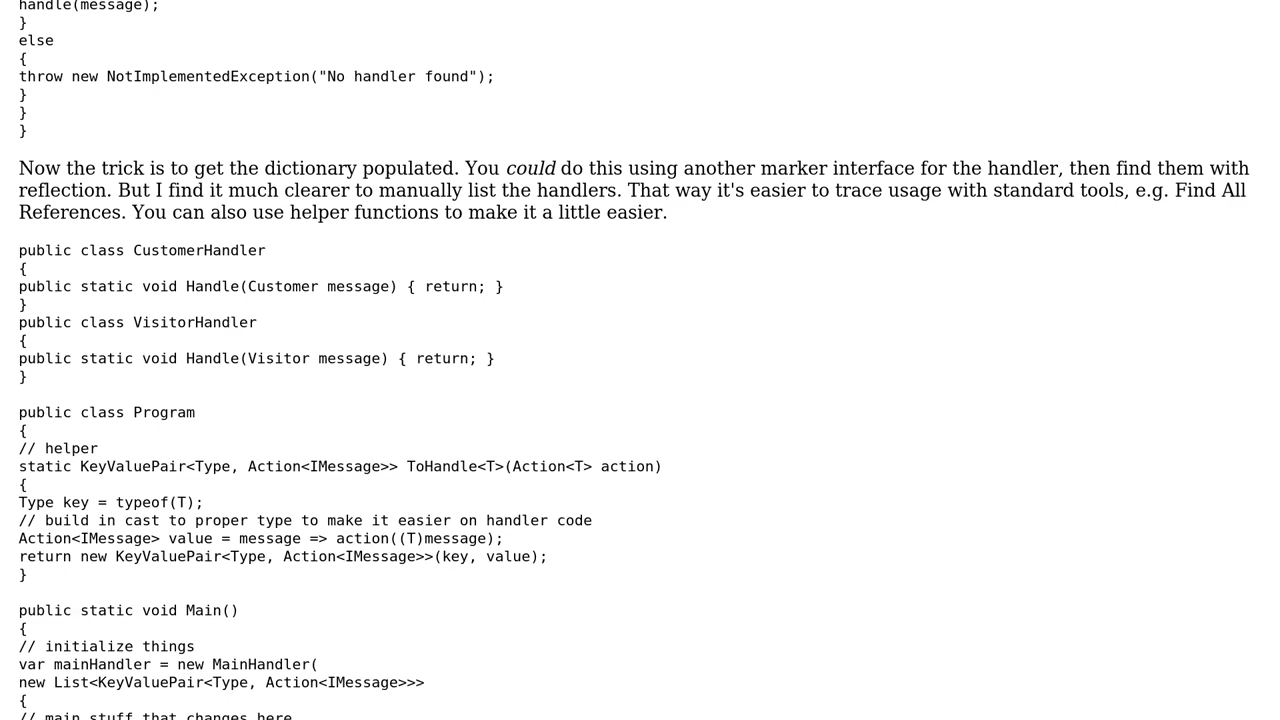 handle(message);
}
else
{
throw new NotImplementedException("No handler found");
}
}
}
Now the trick is to get the dictionary populated. You could do this using another marker interface for the handler, then find them with
reflection. But I find it much clearer to manually list the handlers. That way it's easier to trace usage with standard tools, e.g. Find All
References. You can also use helper functions to make it a little easier.
public class CustomerHandler
{
public static void Handle(Customer message) { return; }
}
public class VisitorHandler
{
public static void Handle(Visitor message) { return; }
}
public class Program
{
// helper
static KeyValuePair<Type, Action<IMessage>> ToHandle<T>(Action<T> action)
{
Type key = typeof(T);
// build in cast to proper type to make it easier on handler code
Action<IMessage> value = message => action((T)message);
return new KeyValuePair<Type, Action<IMessage>>(key, value);
}
public static void Main()
{
// initialize things
var mainHandler = new MainHandler(
new List<KeyValuePair<Type, Action<IMessage>>>
{
// main stuff that changes here